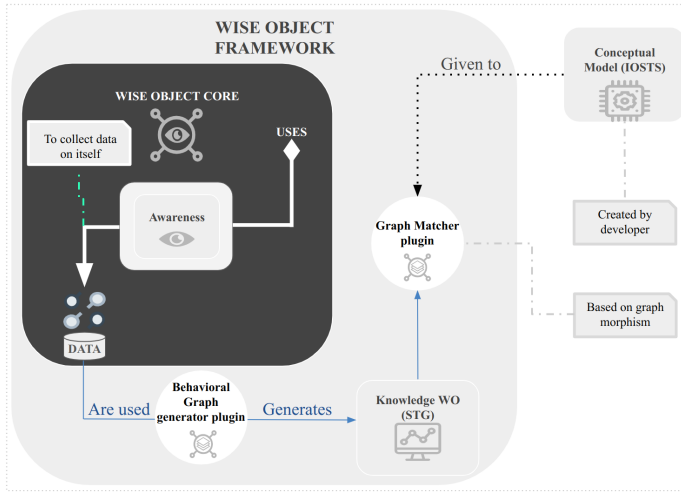 WISE OBJECT
FRAMEWORK
Given to
Conceptual
Model (IOSTS)
WISE OBJECT CORE
To collect data
on itself
USES
Awareness
Created by
developer
Graph Matcher
plugin
Based on graph
morphism
DATA
Are used
Behavioral
Graph
generator plugin
Generates
Knowledge WO
(STG)